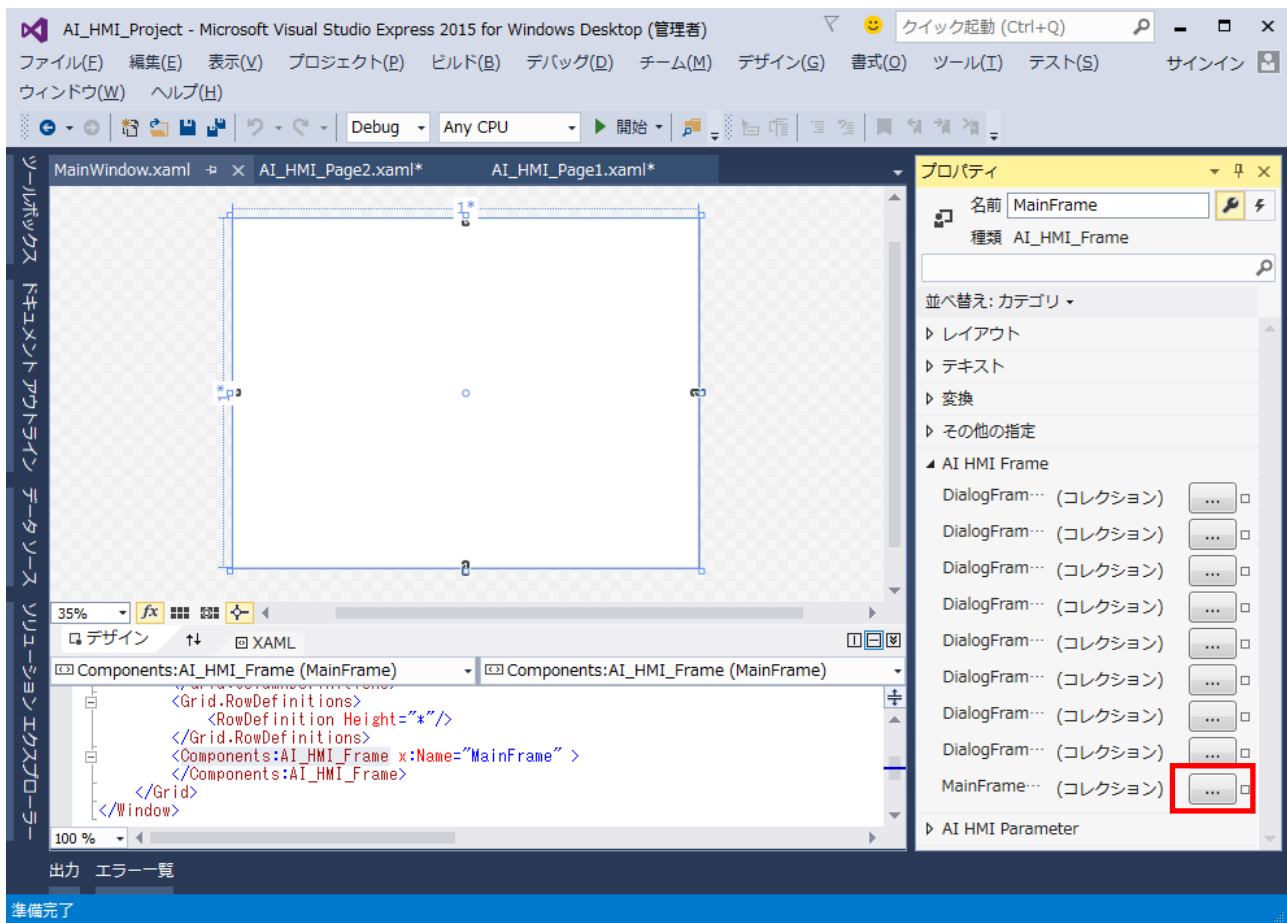 AI_HMI_Project - Microsoft Visual Studio Express 2015 for Windows Desktop (管理者)
クイック起動 (Ctrl+Q)
ファイル(F) 編集(E) 表示(V) プロジェクト(P) ビルド(B) デバッグ(D) チーム(M) デザイン(G) 書式(O) ツール(T) テスト(S) サインイン
ウィンドウ(W) ヘルプ(H)
Debug Any CPU 開始
ツールボックス
ドキュメント アウトライン
データ ソース
ソリューション エクスプローラー
MainWindow.xaml AI_HMI_Page2.xaml* AI_HMI_Page1.xaml*
1*
1*
35% fx
デザイン XAML
Components:AI_HMI_Frame (MainFrame) Components:AI_HMI_Frame (MainFrame)
</Grid.ColumnDefinitions>
<Grid.RowDefinitions>
<RowDefinition Height="*"/>
</Grid.RowDefinitions>
<Components:AI_HMI_Frame x:Name="MainFrame" >
</Components:AI_HMI_Frame>
</Grid>
</Window>
100 %
プロパティ
名前 MainFrame
種類 AI_HMI_Frame
並べ替え: カテゴリ
レイアウト
テキスト
変換
その他の指定
AI HMI Frame
DialogFram… (コレクション) ...
DialogFram… (コレクション) ...
DialogFram… (コレクション) ...
DialogFram… (コレクション) ...
DialogFram… (コレクション) ...
DialogFram… (コレクション) ...
DialogFram… (コレクション) ...
DialogFram… (コレクション) ...
MainFrame… (コレクション) ...
AI HMI Parameter
出力 エラー一覧
準備完了